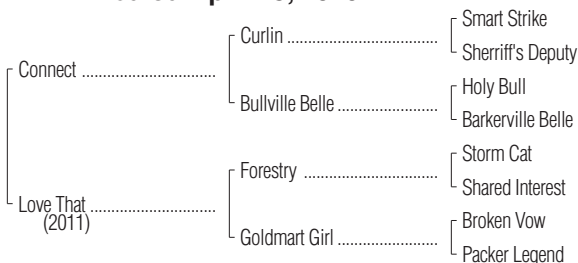 Smart Strike
Curlin
Sherriff's Deputy
Connect
Holy Bull
Bullville Belle
Barkerville Belle
Storm Cat
Forestry
Shared Interest
Love That
(2011)
Broken Vow
Goldmart Girl
Packer Legend